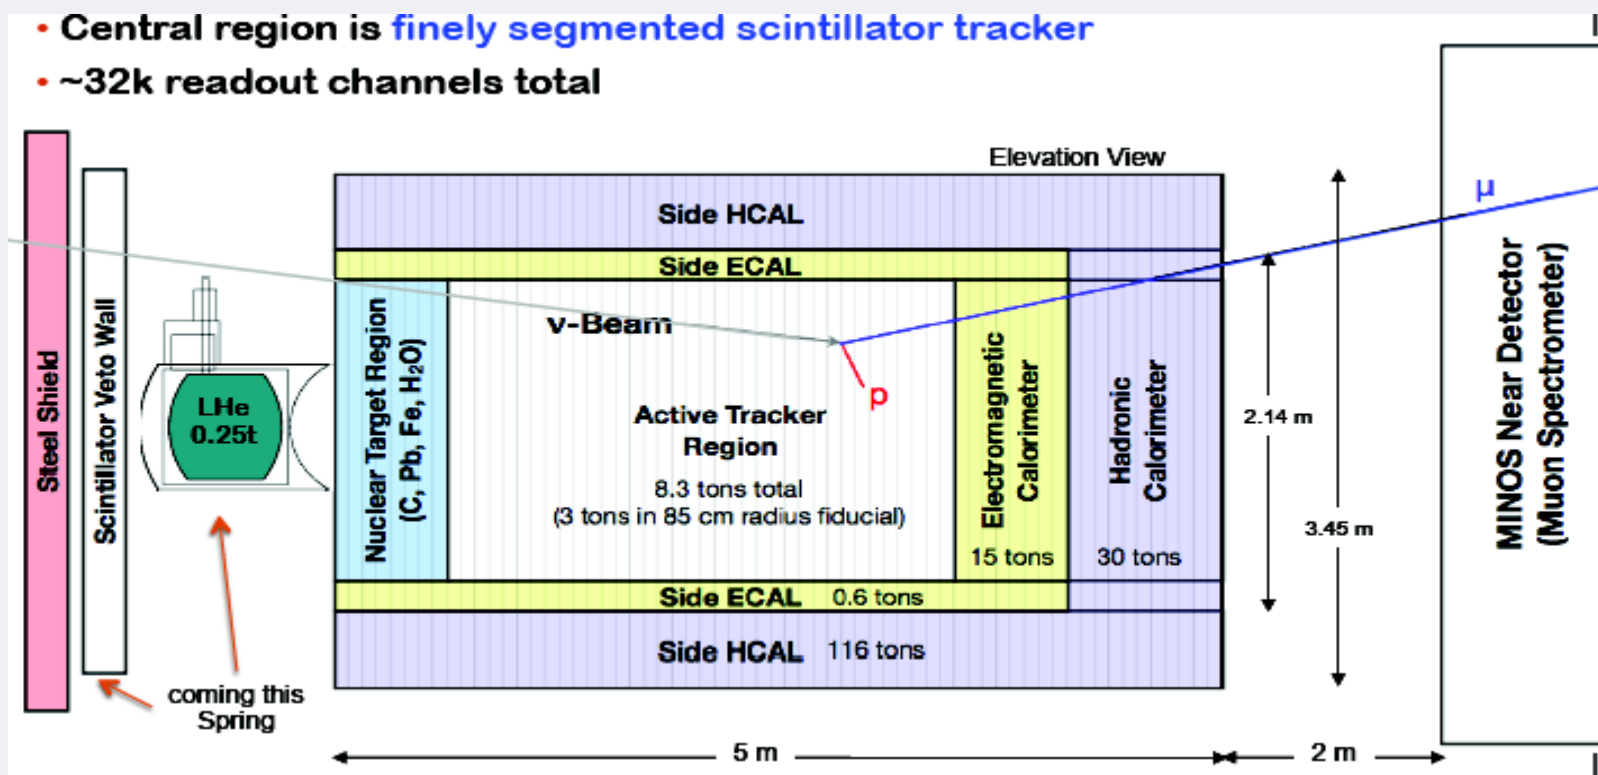 • Central region is finely segmented scintillator tracker
• ~32k readout channels total
Elevation View
Steel Shield
Scintillator Veto Wall
LHe
0.25t
coming this
Spring
Side HCAL
Side ECAL
Nuclear Target Region
(C, Pb, Fe, H₂O)
ν-Beam
p
μ
Active Tracker
Region
8.3 tons total
(3 tons in 85 cm radius fiducial)
Electromagnetic
Calorimeter
15 tons
Hadronic
Calorimeter
30 tons
Side ECAL 0.6 tons
Side HCAL 116 tons
2.14 m
3.45 m
MINOS Near Detector
(Muon Spectrometer)
5 m
2 m